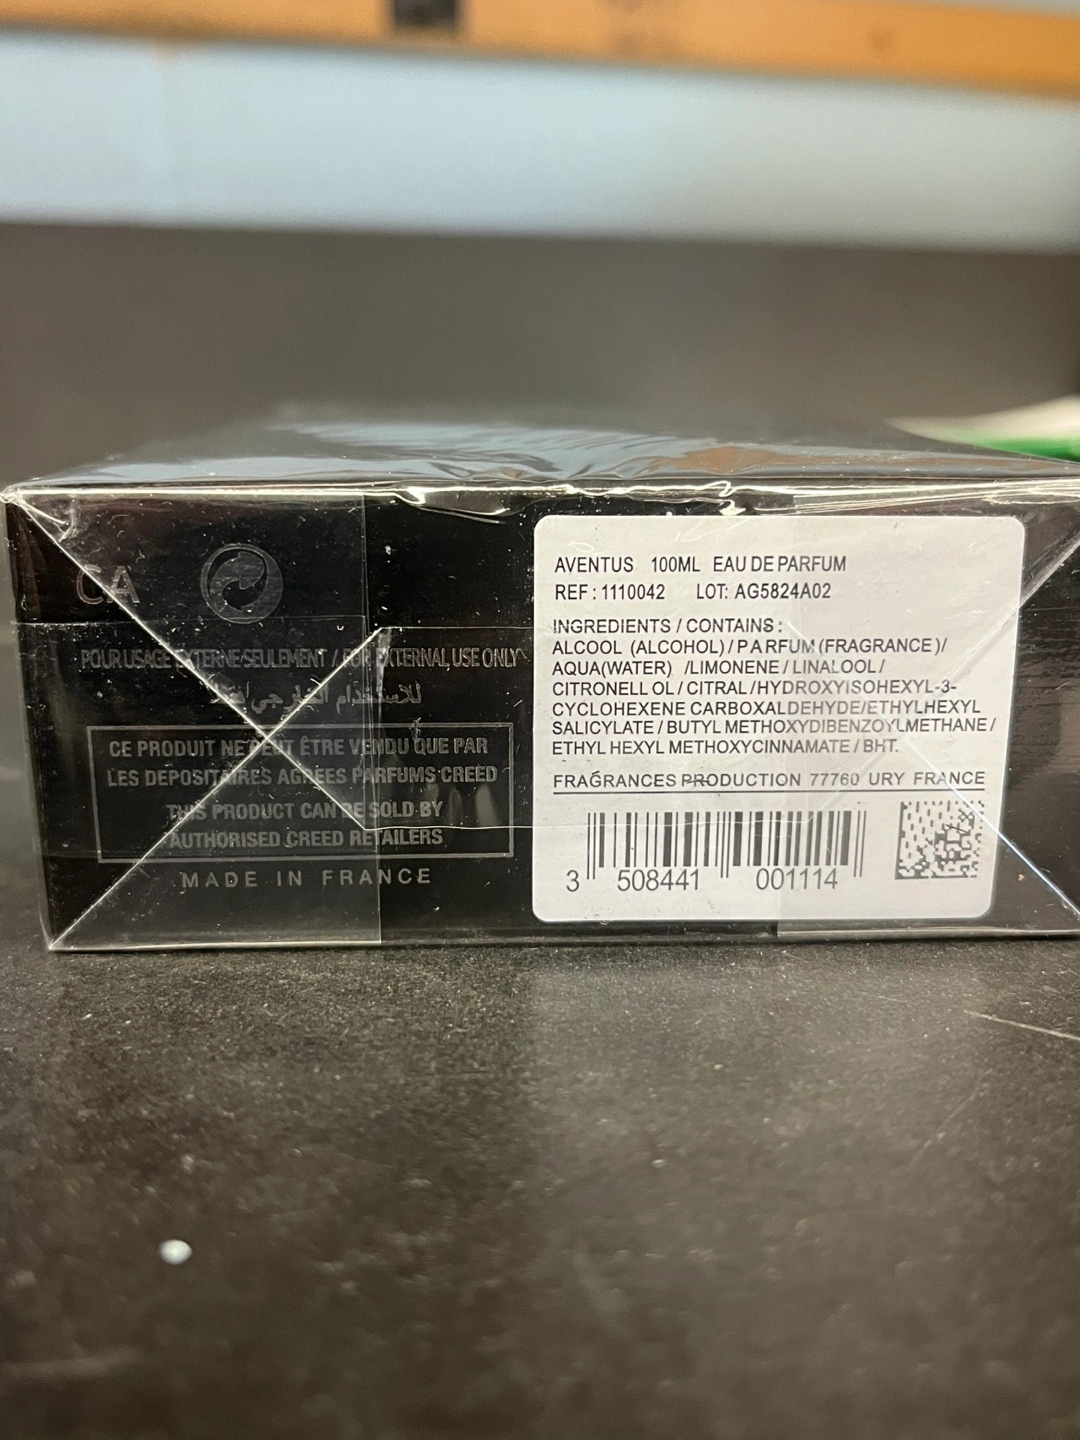 CA
POUR USAGE EXTERNE/SEULEMENT / FOR EXTERNAL USE ONLY
للاستخدام الخارجي فقط
CE PRODUIT NE PEUT ÊTRE VENDU QUE PAR
LES DEPOSITAIRES AGRÉES PARFUMS CREED
THIS PRODUCT CAN BE SOLD BY
AUTHORISED CREED RETAILERS
MADE IN FRANCE
AVENTUS 100ML EAU DE PARFUM
REF : 1110042 LOT: AG5824A02
INGREDIENTS / CONTAINS :
ALCOOL (ALCOHOL) / PARFUM (FRAGRANCE )/
AQUA(WATER) /LIMONENE / LINALOOL /
CITRONELL OL / CITRAL /HYDROXYISOHEXYL-3-
CYCLOHEXENE CARBOXALDEHYDE/ETHYLHEXYL
SALICYLATE / BUTYL METHOXYDIBENZOYLMETHANE /
ETHYL HEXYL METHOXYCINNAMATE / BHT.
FRAGRANCES PRODUCTION 77760 URY FRANCE
3 508441 001114